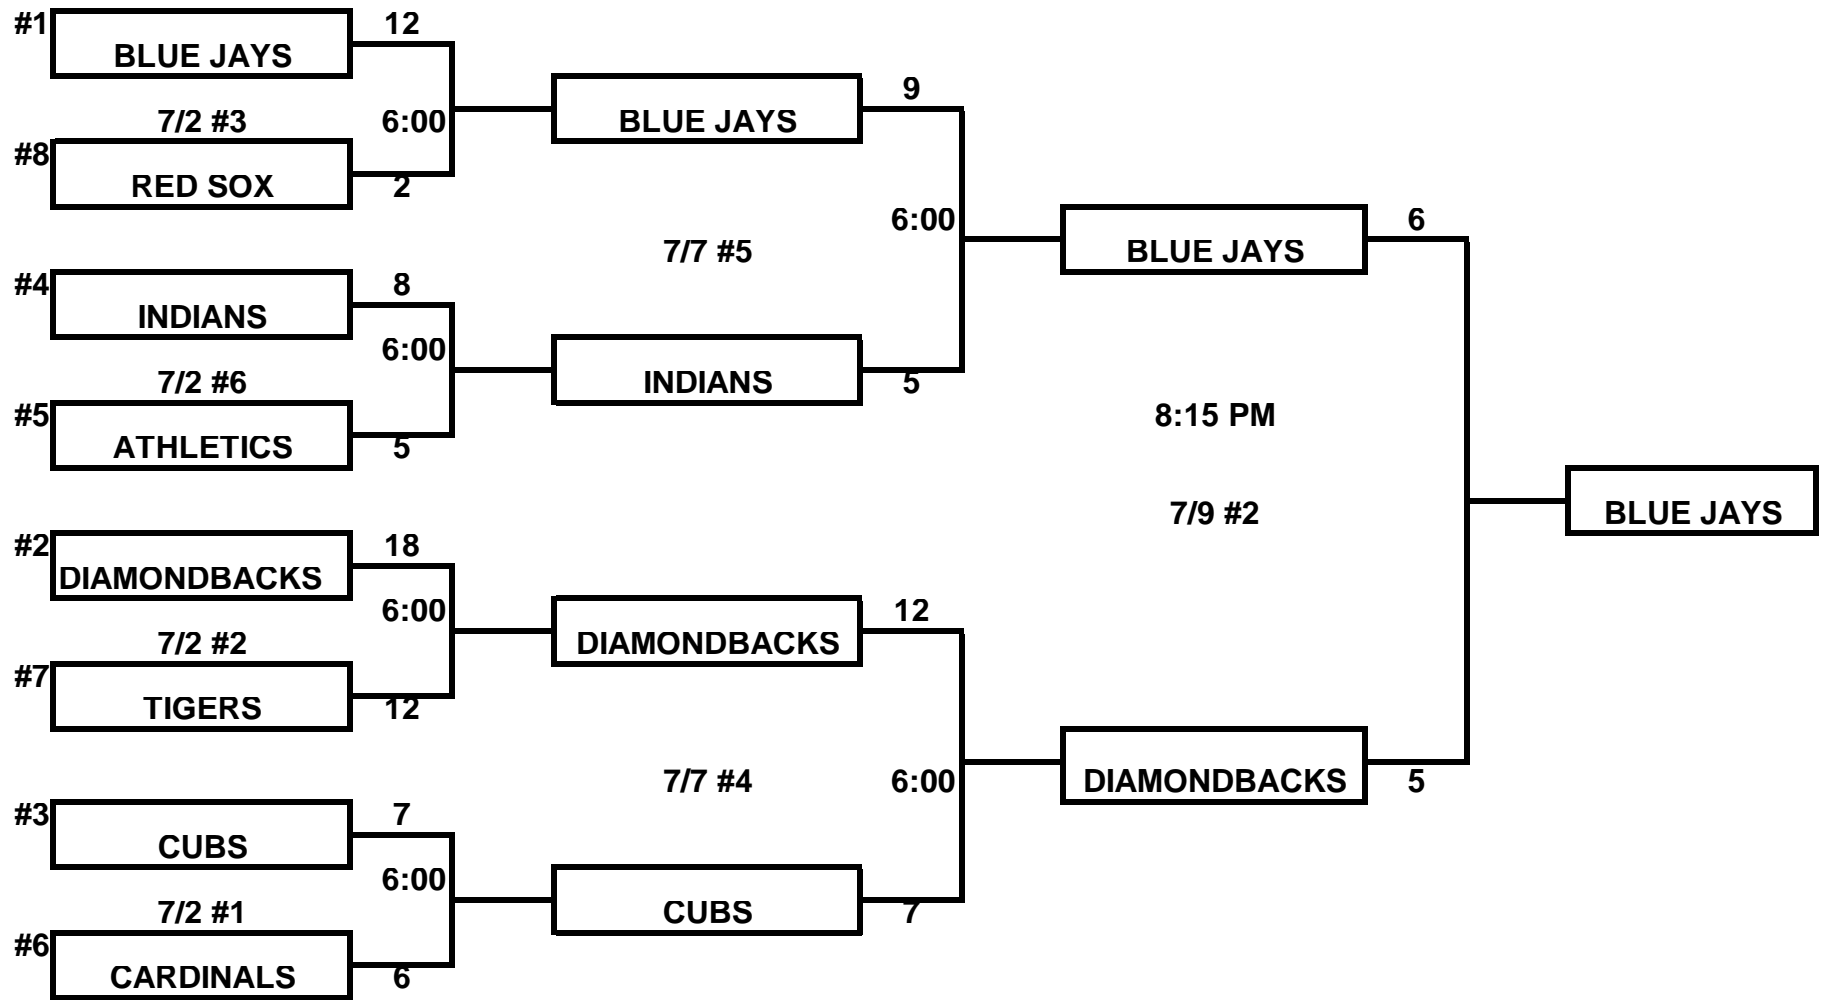 #1
12
BLUE JAYS
7/2 #3
6:00
#8
RED SOX
2
#4
8
INDIANS
6:00
7/2 #6
#5
ATHLETICS
5
#2
18
DIAMONDBACKS
6:00
7/2 #2
#7
TIGERS
12
#3
7
CUBS
6:00
7/2 #1
#6
CARDINALS
6
BLUE JAYS
9
7/7 #5
6:00
INDIANS
5
DIAMONDBACKS
12
7/7 #4
6:00
CUBS
7
BLUE JAYS
6
8:15 PM
7/9 #2
DIAMONDBACKS
5
BLUE JAYS